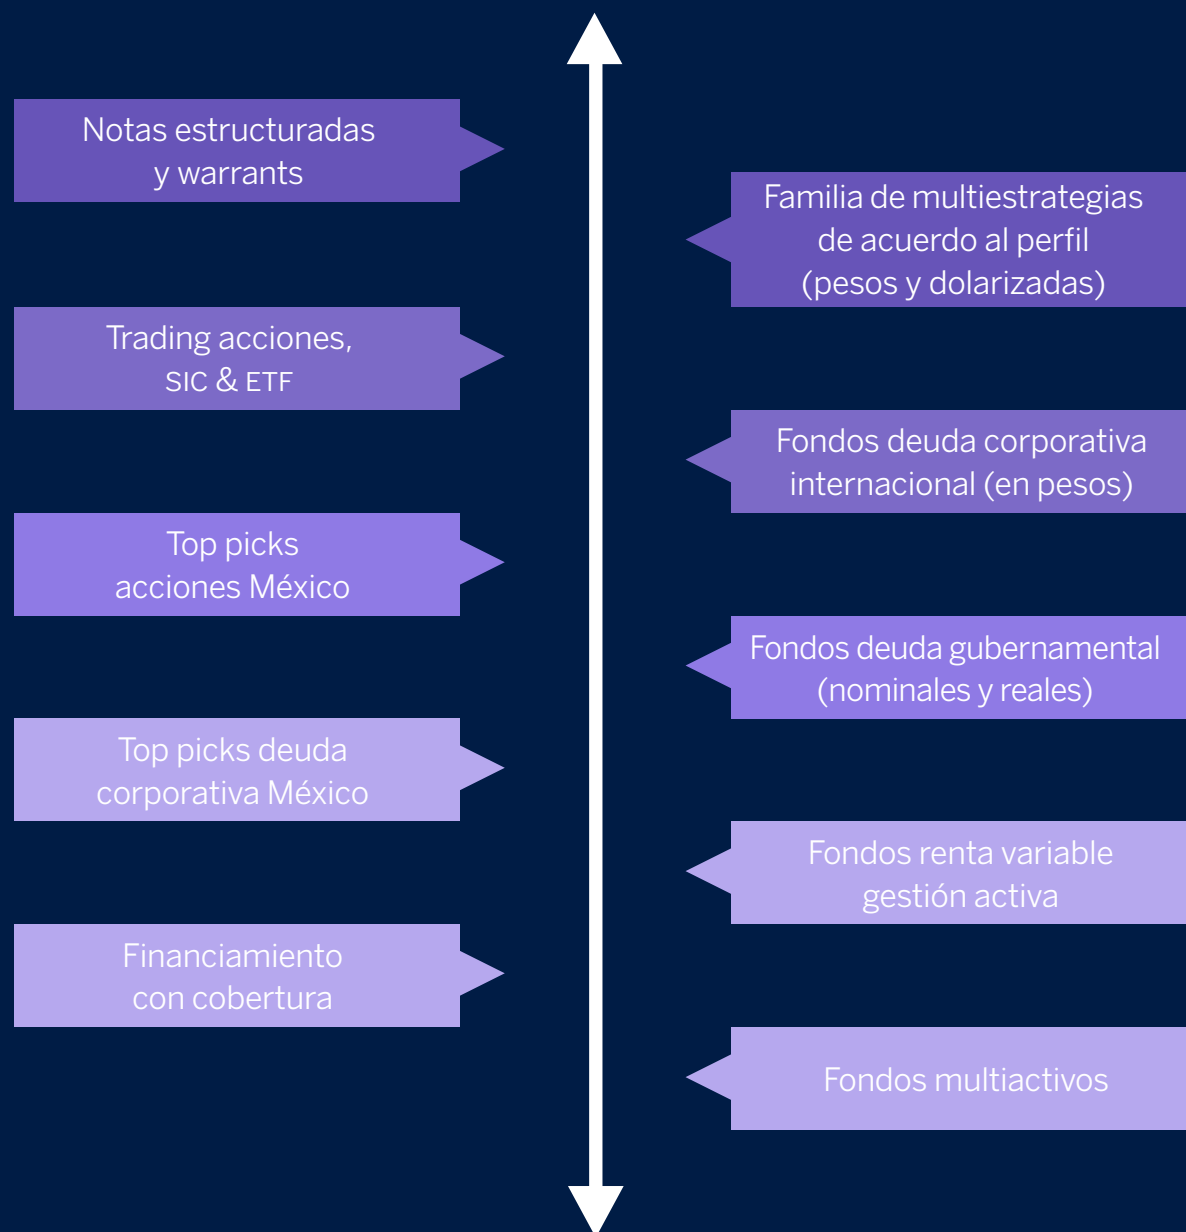 Notas estructuradas
y warrants
Familia de multiestrategias
de acuerdo al perfil
(pesos y dolarizadas)
Trading acciones,
SIC & ETF
Fondos deuda corporativa
internacional (en pesos)
Top picks
acciones México
Fondos deuda gubernamental
(nominales y reales)
Top picks deuda
corporativa México
Fondos renta variable
gestión activa
Financiamiento
con cobertura
Fondos multiactivos